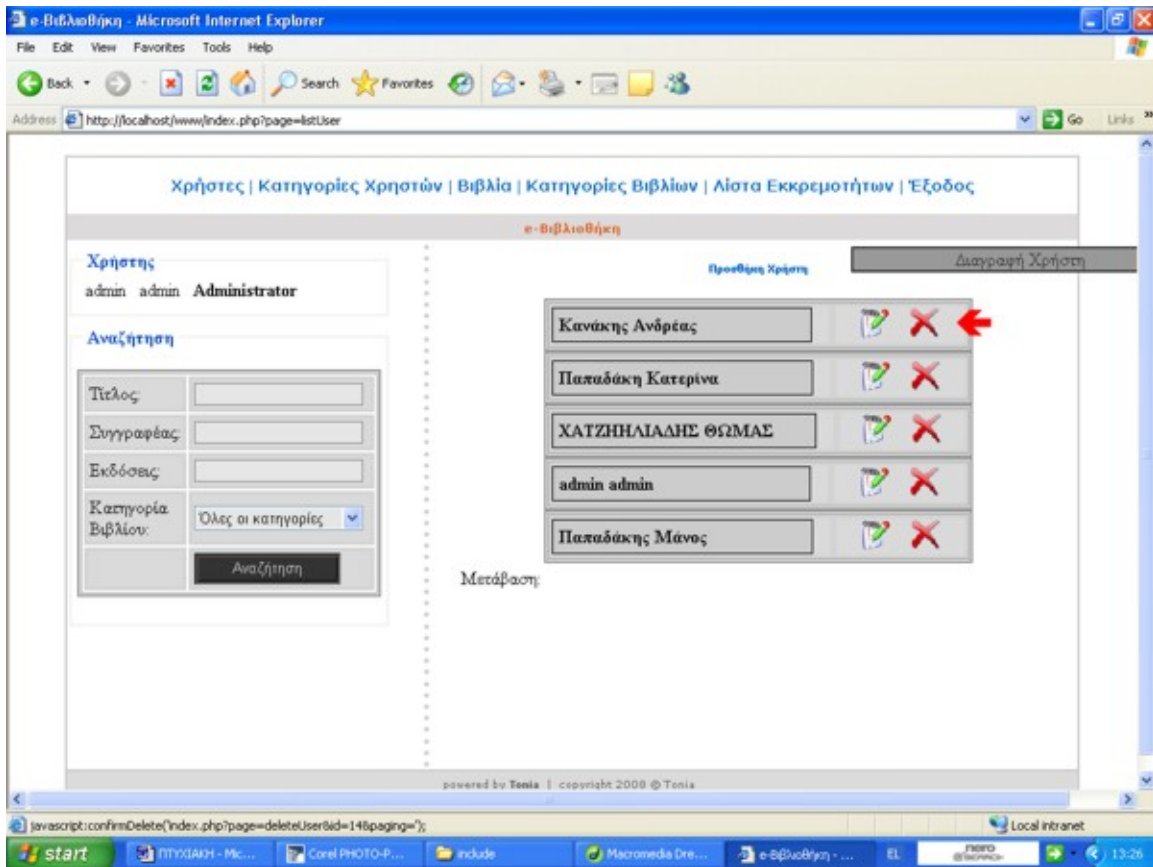 e-Βιβλιοθήκη - Microsoft Internet Explorer
File Edit View Favorites Tools Help
Back Search Favorites
Address http://localhost/www/index.php?page=listUser Go Links
Χρήστες | Κατηγορίες Χρηστών | Βιβλία | Κατηγορίες Βιβλίων | Λίστα Εκκρεμοτήτων | Έξοδος
e-Βιβλιοθήκη
Χρήστης
admin admin Administrator
Αναζήτηση
Τίτλος:
Συγγραφέας:
Εκδόσεις:
Κατηγορία
Βιβλίου:
Όλες οι κατηγορίες
Αναζήτηση
Προσθήκη Χρήστη
Διαγραφή Χρήστη
Κανάκης Ανδρέας
Παπαδάκη Κατερίνα
ΧΑΤΖΗΗΛΙΑΔΗΣ ΘΩΜΑΣ
admin admin
Παπαδάκης Μάνος
Μετάβαση:
powered by Tonia | copyright 2008 © Tonia
javascript:confirmDelete('index.php?page=deleteUser&id=14&paging=');
Local intranet
start ΠΤΥΧΙΑΚΗ - Mic... Corel PHOTO-P... include Macromedia Dre... e-Βιβλιοθήκη - ... EL nero 13:26